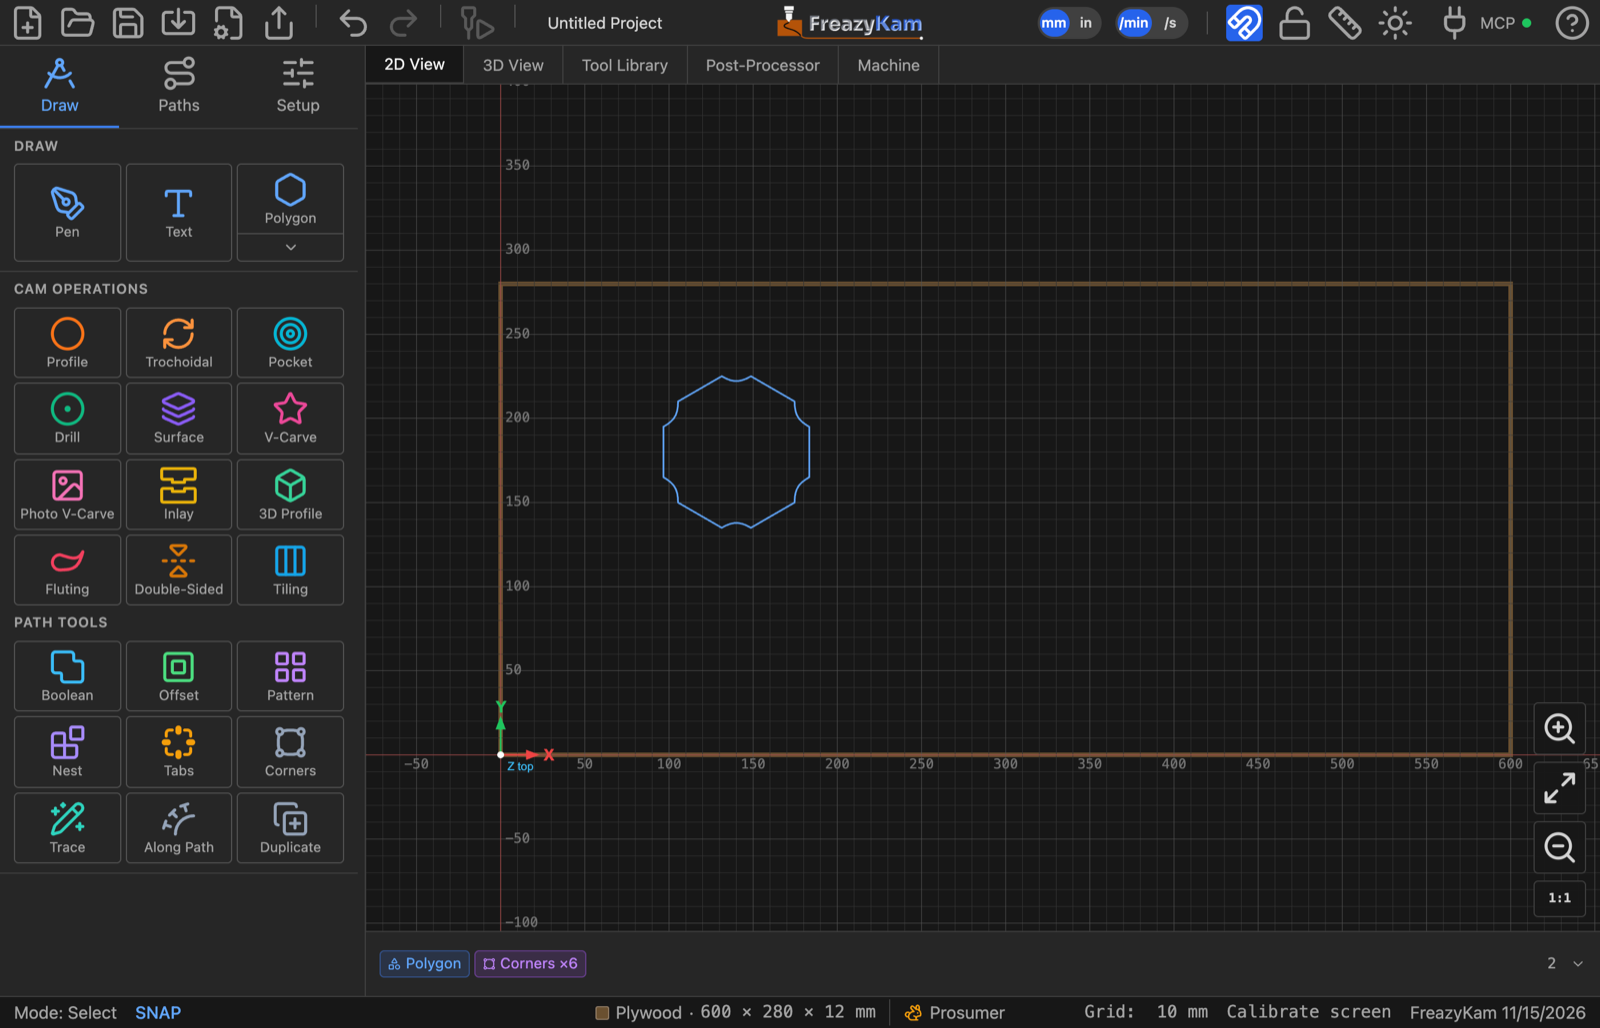 Untitled Project
FreazyKam
mm in
/min /s
MCP
Draw
Paths
Setup
2D View
3D View
Tool Library
Post-Processor
Machine
DRAW
Pen
Text
Polygon
CAM OPERATIONS
Profile
Trochoidal
Pocket
Drill
Surface
V-Carve
Photo V-Carve
Inlay
3D Profile
Fluting
Double-Sided
Tiling
PATH TOOLS
Boolean
Offset
Pattern
Nest
Tabs
Corners
Trace
Along Path
Duplicate
350
300
250
200
150
100
50
Y
X
Z top
-50 50 100 150 200 250 300 350 400 450 500 550 600
-50
-100
1:1
Polygon
Corners ×6
2
Mode: Select SNAP
Plywood · 600 × 280 × 12 mm
Prosumer
Grid: 10 mm
Calibrate screen
FreazyKam 11/15/2026